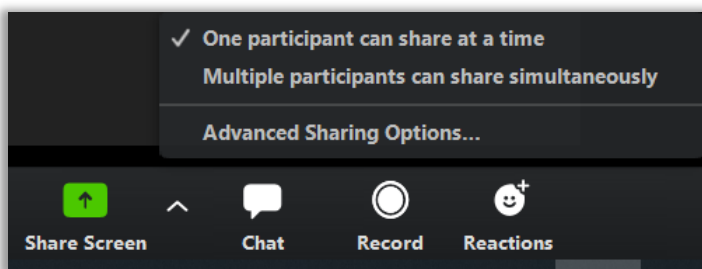 One participant can share at a time
Multiple participants can share simultaneously
Advanced Sharing Options...
Share Screen
Chat
Record
Reactions